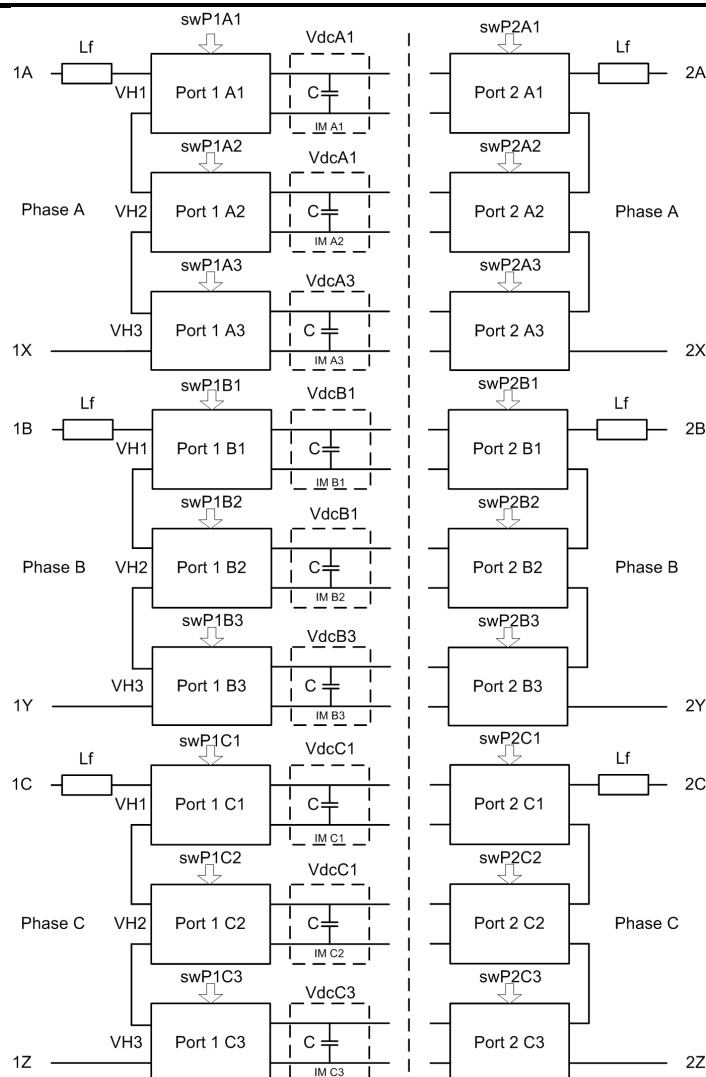 swP1A1
VdcA1
swP2A1
Lf
Lf
1A
VH1
Port 1 A1
C
Port 2 A1
2A
IM A1
swP1A2
VdcA1
swP2A2
Phase A
VH2
Port 1 A2
C
Port 2 A2
Phase A
IM A2
swP1A3
VdcA3
swP2A3
VH3
Port 1 A3
C
Port 2 A3
1X
IM A3
2X
swP1B1
VdcB1
swP2B1
Lf
Lf
1B
VH1
Port 1 B1
C
Port 2 B1
2B
IM B1
swP1B2
VdcB1
swP2B2
Phase B
VH2
Port 1 B2
C
Port 2 B2
Phase B
IM B2
swP1B3
VdcB3
swP2B3
VH3
Port 1 B3
C
Port 2 B3
1Y
IM B3
2Y
swP1C1
VdcC1
swP2C1
Lf
Lf
1C
VH1
Port 1 C1
C
Port 2 C1
2C
IM C1
swP1C2
VdcC1
swP2C2
Phase C
VH2
Port 1 C2
C
Port 2 C2
Phase C
IM C2
swP1C3
VdcC3
swP2C3
VH3
Port 1 C3
C
Port 2 C3
1Z
IM C3
2Z